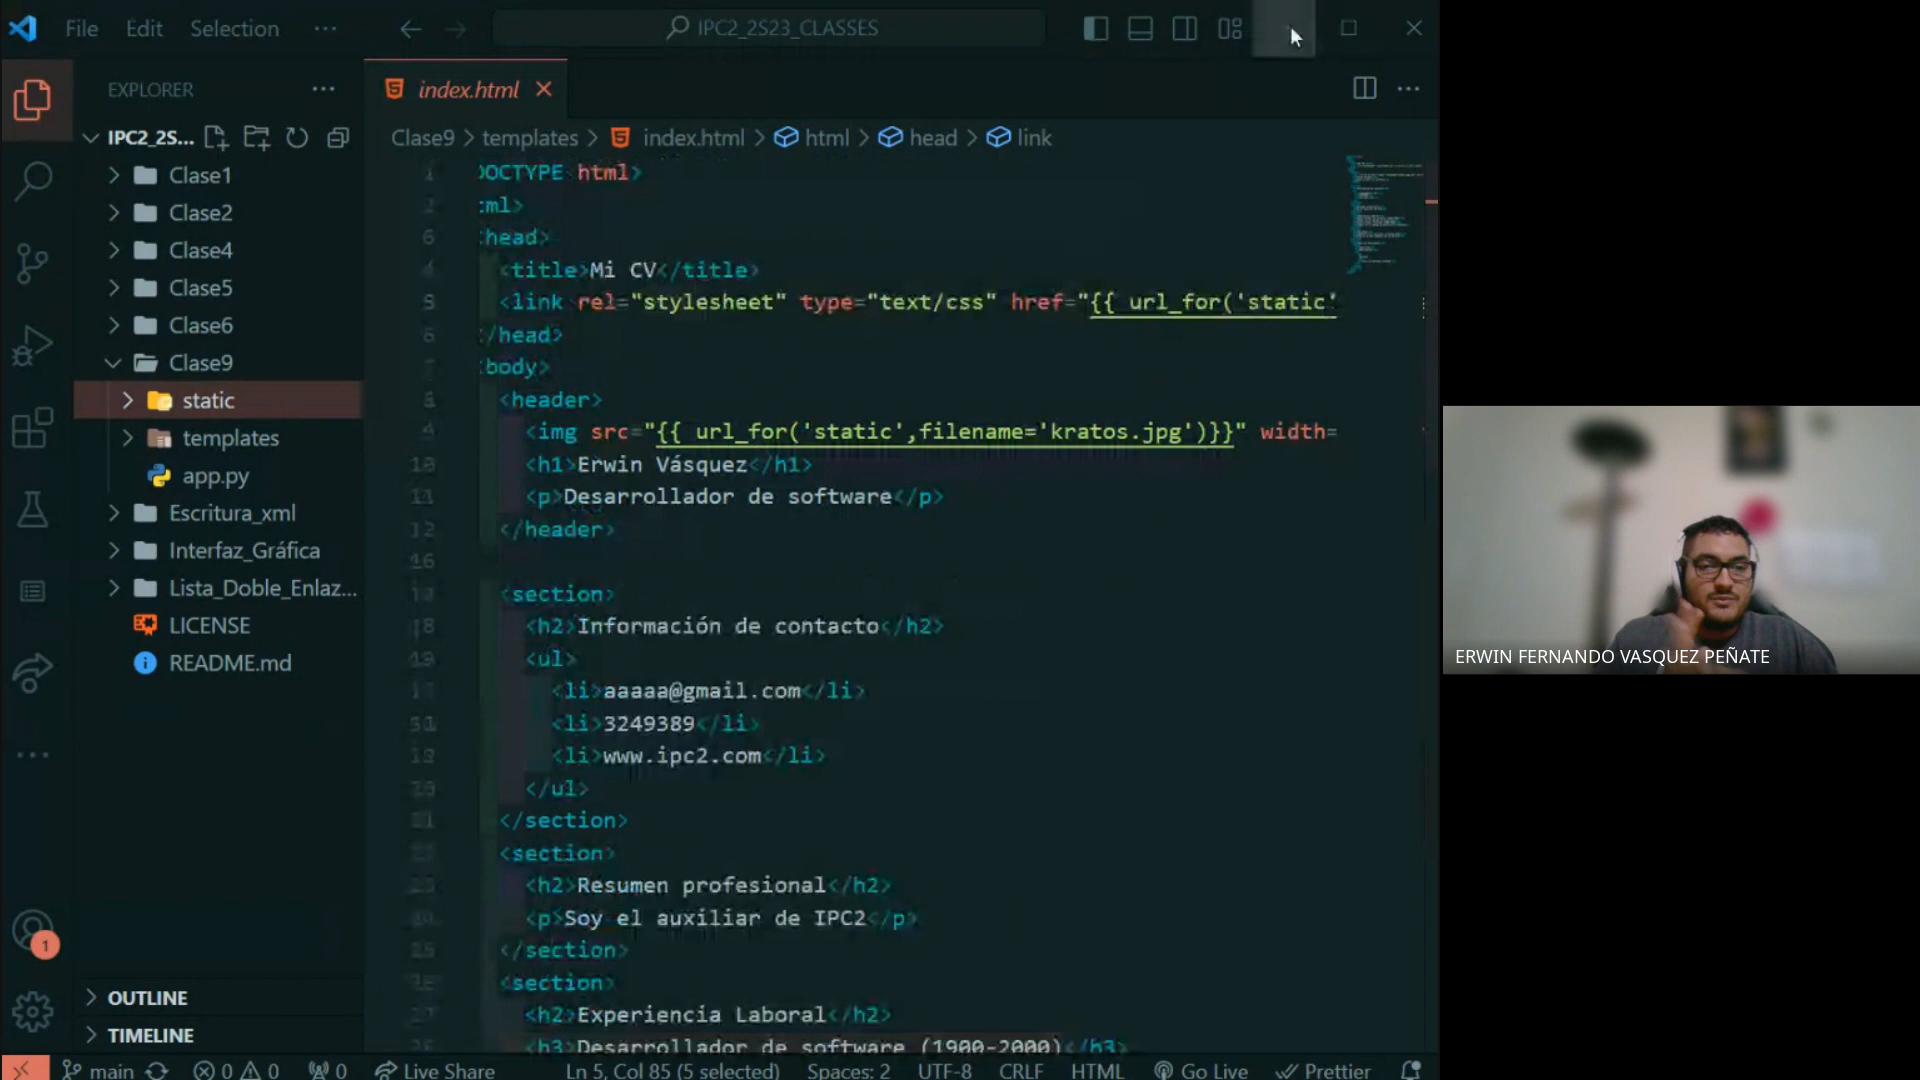 File Edit Selection ··· IPC2_2S23_CLASSES
EXPLORER ···
index.html
IPC2_2S...
Clase9 > templates > index.html > html > head > link
Clase1
Clase2
Clase4
Clase5
Clase6
Clase9
static
templates
app.py
Escritura_xml
Interfaz_Gráfica
Lista_Doble_Enlaz...
LICENSE
README.md
OUTLINE
TIMELINE
DOCTYPE html>
tml>
head>
<title>Mi CV</title>
<link rel="stylesheet" type="text/css" href="{{ url_for('static'
/head>
body>
<header>
<img src="{{ url_for('static',filename='kratos.jpg')}}" width=
<h1>Erwin Vásquez</h1>
<p>Desarrollador de software</p>
</header>
<section>
<h2>Información de contacto</h2>
<ul>
<li>aaaaa@gmail.com</li>
<li>3249389</li>
<li>www.ipc2.com</li>
</ul>
</section>
<section>
<h2>Resumen profesional</h2>
<p>Soy el auxiliar de IPC2</p>
</section>
<section>
<h2>Experiencia Laboral</h2>
<h3>Desarrollador de software (1900-2000)</h3>
1
main 0 0 0 Live Share Ln 5, Col 85 (5 selected) Spaces: 2 UTF-8 CRLF HTML Go Live Prettier
ERWIN FERNANDO VASQUEZ PEÑATE